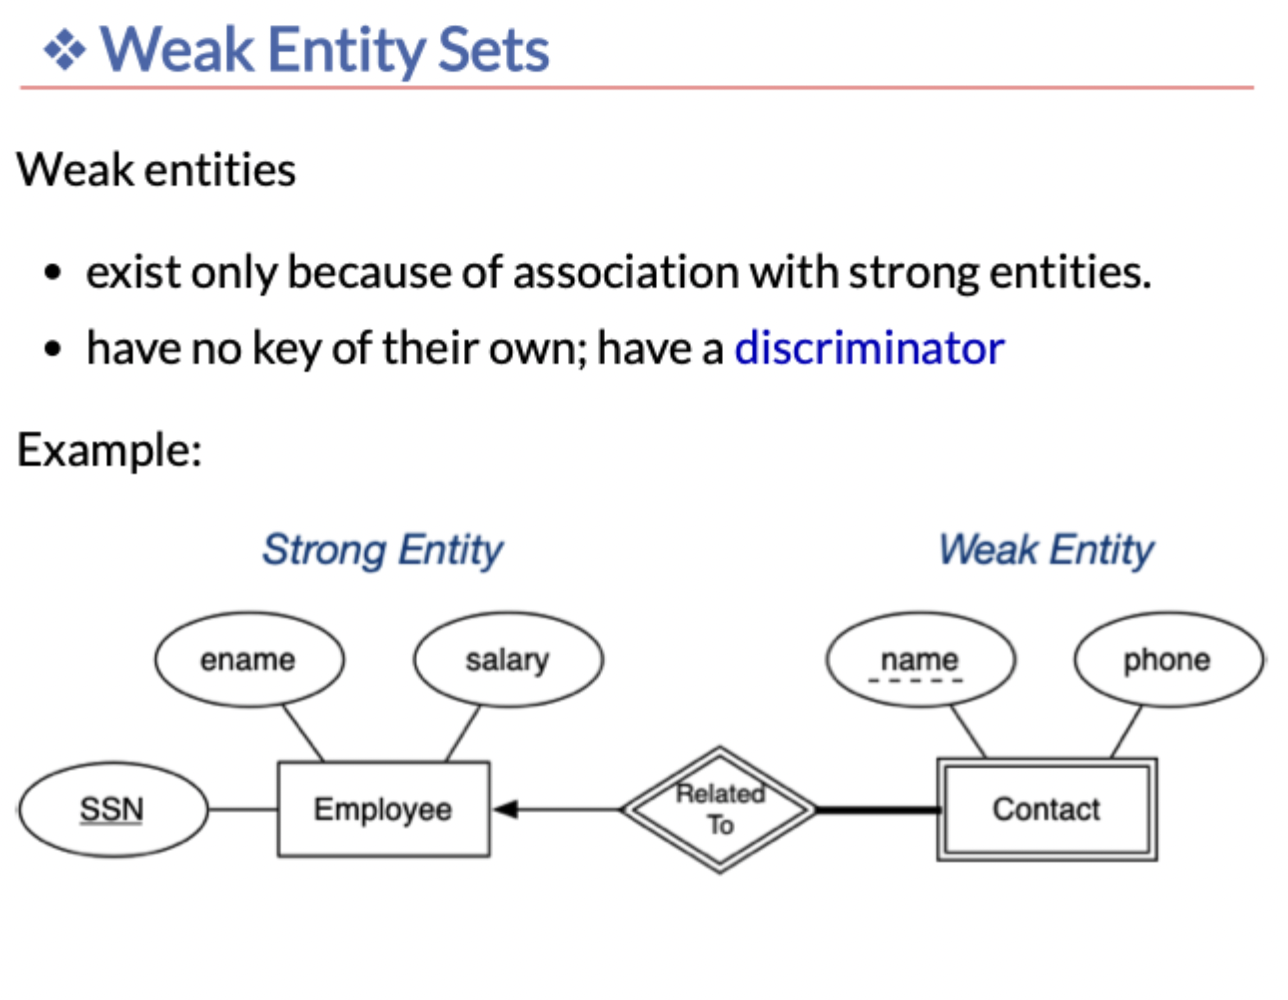 ❖ Weak Entity Sets
Weak entities
• exist only because of association with strong entities.
• have no key of their own; have a discriminator
Example:
Strong Entity
Weak Entity
ename
salary
name
phone
SSN
Employee
Related
To
Contact